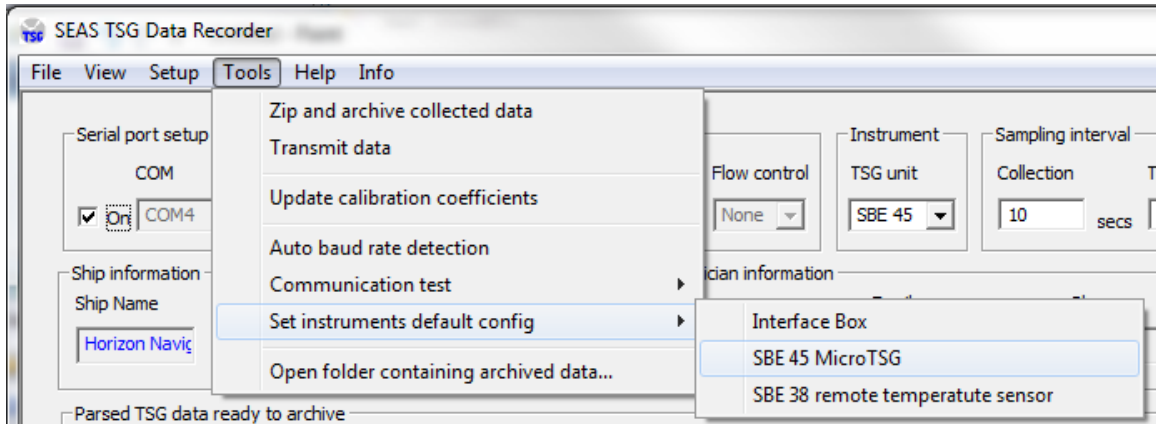 TSG SEAS TSG Data Recorder
File View Setup Tools Help Info
Zip and archive collected data
Transmit data
Update calibration coefficients
Auto baud rate detection
Communication test
Set instruments default config
Open folder containing archived data...
Interface Box
SBE 45 MicroTSG
SBE 38 remote temperatute sensor
Serial port setup
COM
On COM4
Flow control
None
Instrument
TSG unit
SBE 45
Sampling interval
Collection
10 secs
T
Ship information
Ship Name
Horizon Navig
ician information
Parsed TSG data ready to archive